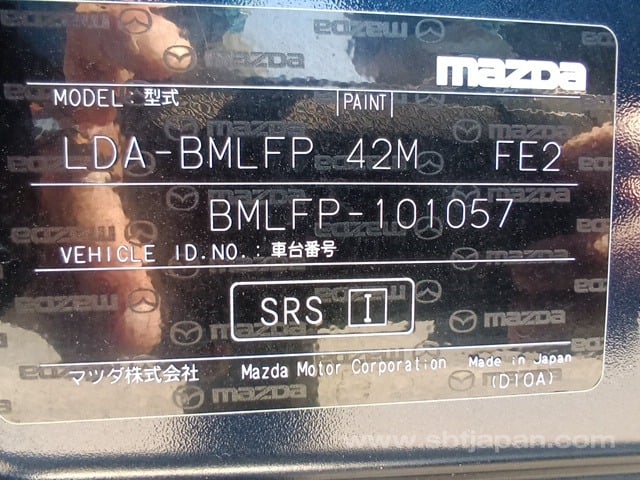 mazda
MODEL: 型式 PAINT
LDA-BMLFP 42M FE2
BMLFP-101057
VEHICLE ID.NO.: 車台番号
SRS I
マツダ株式会社 Mazda Motor Corporation Made in Japan
(D10A)
www.sbtjapan.com